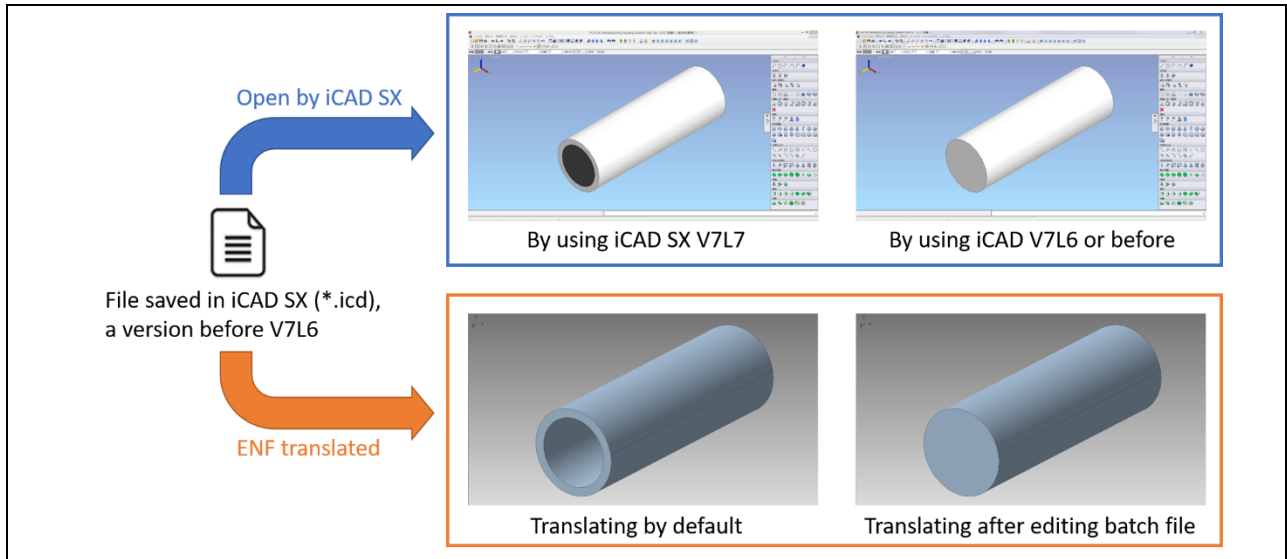 Open by iCAD SX
By using iCAD SX V7L7
By using iCAD V7L6 or before
File saved in iCAD SX (*.icd),
a version before V7L6
ENF translated
Translating by default
Translating after editing batch file